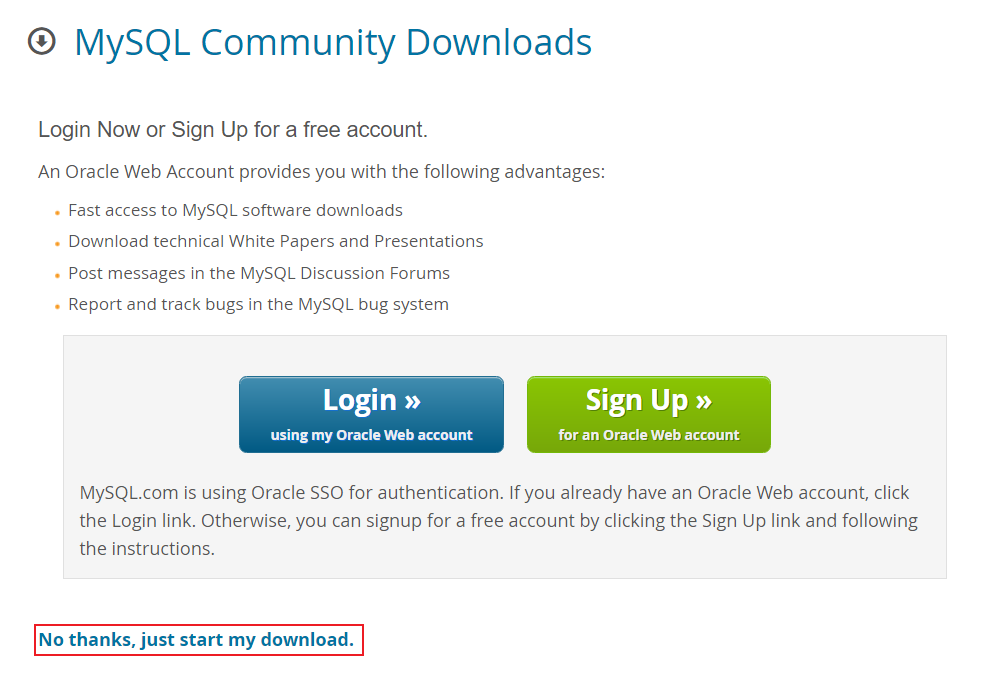 MySQL Community Downloads
Login Now or Sign Up for a free account.
An Oracle Web Account provides you with the following advantages:
Fast access to MySQL software downloads
Download technical White Papers and Presentations
Post messages in the MySQL Discussion Forums
Report and track bugs in the MySQL bug system
Login »
using my Oracle Web account
Sign Up »
for an Oracle Web account
MySQL.com is using Oracle SSO for authentication. If you already have an Oracle Web account, click
the Login link. Otherwise, you can signup for a free account by clicking the Sign Up link and following
the instructions.
No thanks, just start my download.